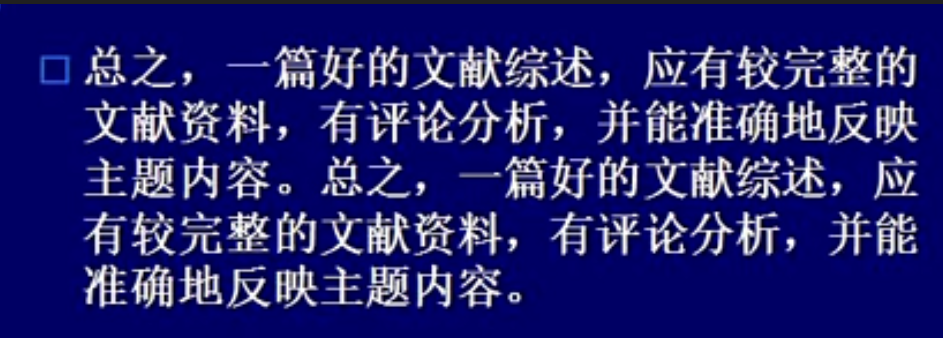 总之，一篇好的文献综述，应有较完整的
文献资料，有评论分析，并能准确地反映
主题内容。总之，一篇好的文献综述，应
有较完整的文献资料，有评论分析，并能
准确地反映主题内容。